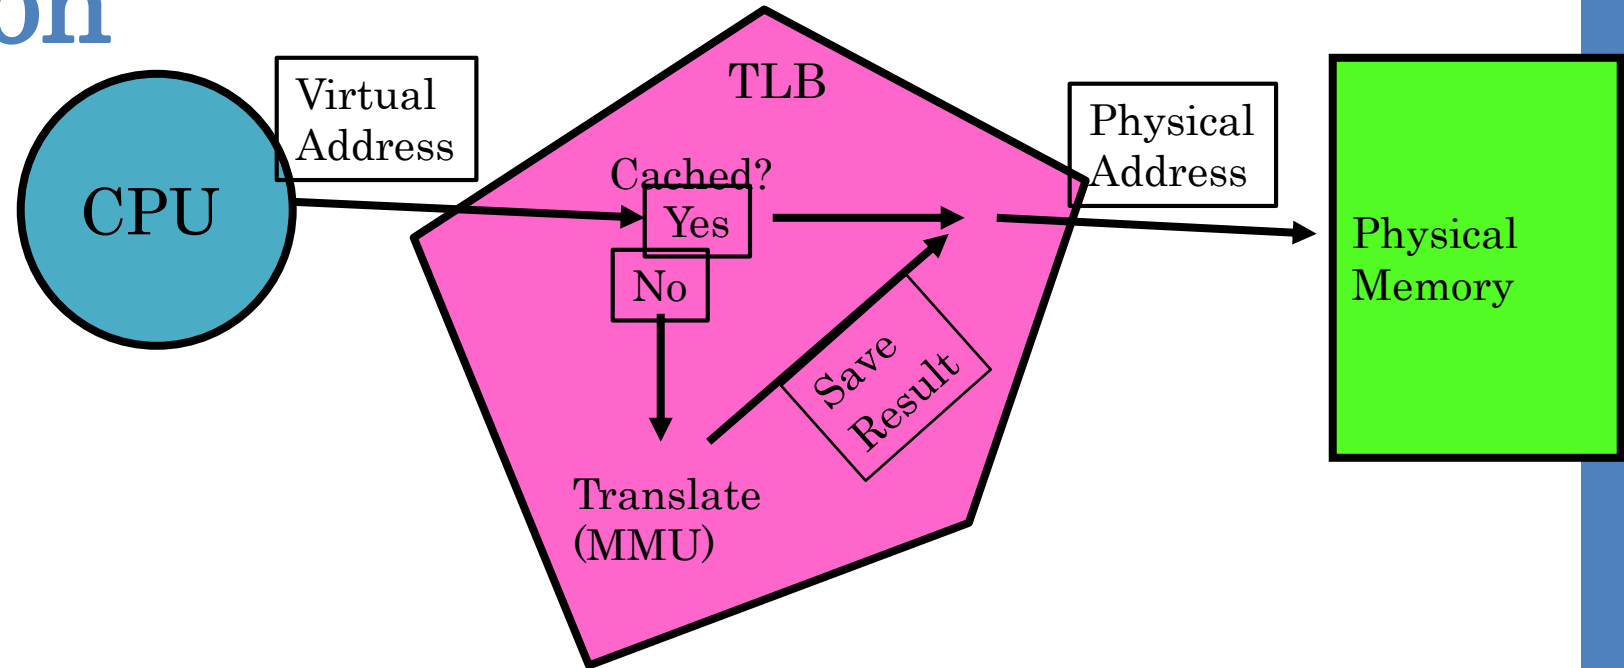 CPU
Virtual
Address
TLB
Cached?
Yes
No
Translate
(MMU)
Save
Result
Physical
Address
Physical
Memory